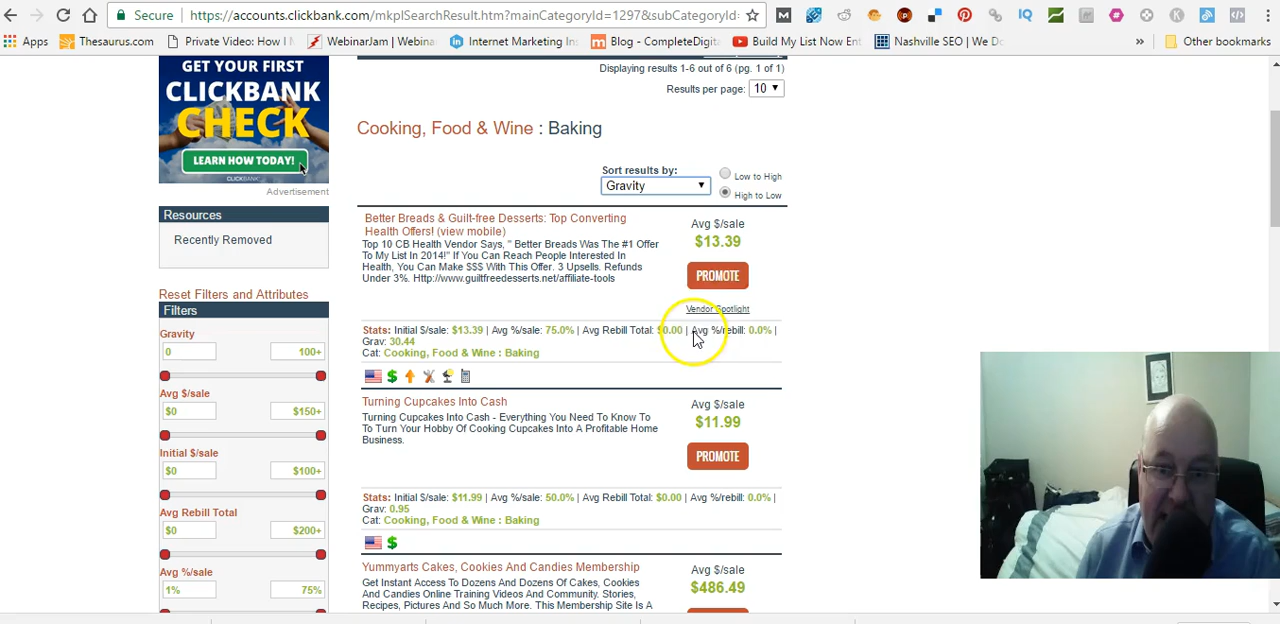 Secure
https://accounts.clickbank.com/mkplSearchResult.htm?mainCategoryId=1297&subCategoryId=
Apps
Thesaurus.com
Private Video: How I M
WebinarJam | Webina
Internet Marketing In
Blog - CompleteDigita
Build My List Now Ent
Nashville SEO | We Do
»
Other bookmarks
GET YOUR FIRST
CLICKBANK
CHECK
LEARN HOW TODAY!
CLICKBANK
Advertisement
Resources
Recently Removed
Reset Filters and Attributes
Filters
Gravity
0 100+
Avg $/sale
$0 $150+
Initial $/sale
$0 $100+
Avg Rebill Total
$0 $200+
Avg %/sale
1% 75%
Displaying results 1-6 out of 6 (pg. 1 of 1)
Results per page: 10
Cooking, Food & Wine : Baking
Sort results by:
Gravity
Low to High
High to Low
Better Breads & Guilt-free Desserts: Top Converting
Health Offers! (view mobile)
Top 10 CB Health Vendor Says, " Better Breads Was The #1 Offer
To My List In 2014!" If You Can Reach People Interested In
Health, You Can Make $$$ With This Offer. 3 Upsells. Refunds
Under 3%. Http://www.guiltfreedesserts.net/affiliate-tools
Avg $/sale
$13.39
PROMOTE
Vendor Spotlight
Stats: Initial $/sale: $13.39 | Avg %/sale: 75.0% | Avg Rebill Total: $0.00 | Avg %/rebill: 0.0% |
Grav: 30.44
Cat: Cooking, Food & Wine : Baking
Turning Cupcakes Into Cash
Turning Cupcakes Into Cash - Everything You Need To Know To
To Turn Your Hobby Of Cooking Cupcakes Into A Profitable Home
Business.
Avg $/sale
$11.99
PROMOTE
Stats: Initial $/sale: $11.99 | Avg %/sale: 50.0% | Avg Rebill Total: $0.00 | Avg %/rebill: 0.0% |
Grav: 0.95
Cat: Cooking, Food & Wine : Baking
Yummyarts Cakes, Cookies And Candies Membership
Get Instant Access To Dozens And Dozens Of Cakes, Cookies
And Candies Online Training Videos And Community. Stories,
Recipes, Pictures And So Much More. This Membership Site Is A
Avg $/sale
$486.49